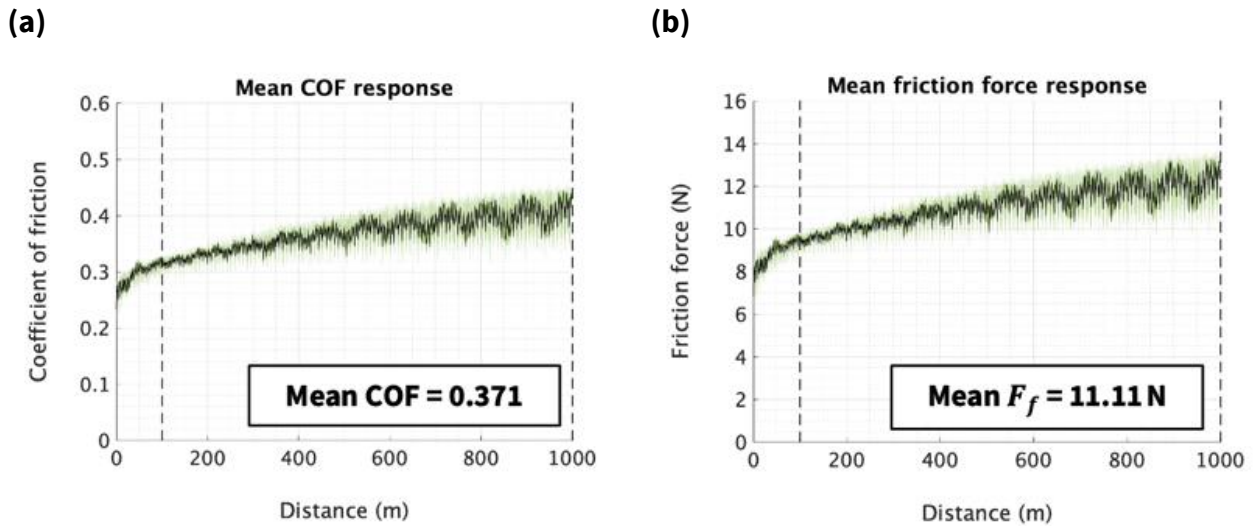 (a)
Mean COF response
Coefficient of friction
0.6
0.5
0.4
0.3
0.2
0.1
0
Mean COF = 0.371
0 200 400 600 800 1000
Distance (m)
(b)
Mean friction force response
Friction force (N)
16
14
12
10
8
6
4
2
0
Mean F_f = 11.11 N
0 200 400 600 800 1000
Distance (m)